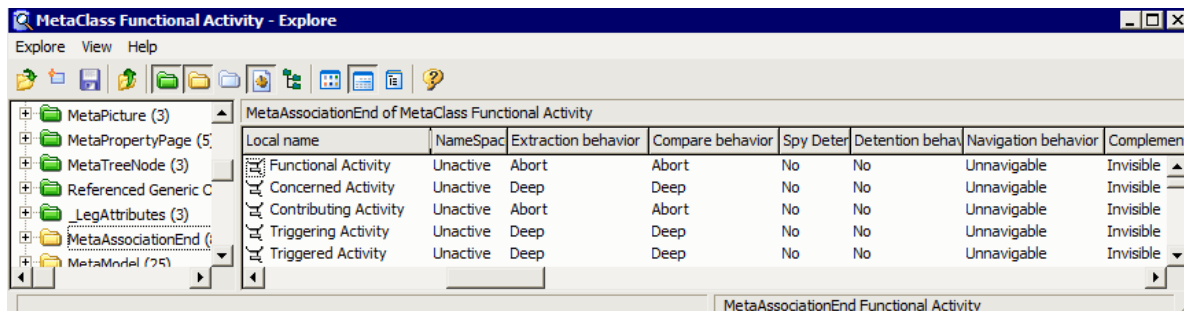 MetaClass Functional Activity - Explore
Explore View Help
MetaPicture (3)
MetaPropertyPage (5)
MetaTreeNode (3)
Referenced Generic
_LegAttributes (3)
MetaAssociationEnd
MetaModel (25)
MetaAssociationEnd of MetaClass Functional Activity
Local name NameSpac Extraction behavior Compare behavior Spy Deter Detention behav Navigation behavior Complemen
Functional Activity Unactive Abort Abort No No Unnavigable Invisible
Concerned Activity Unactive Deep Deep No No Unnavigable Invisible
Contributing Activity Unactive Abort Abort No No Unnavigable Invisible
Triggering Activity Unactive Deep Deep No No Unnavigable Invisible
Triggered Activity Unactive Deep Deep No No Unnavigable Invisible
MetaAssociationEnd Functional Activity